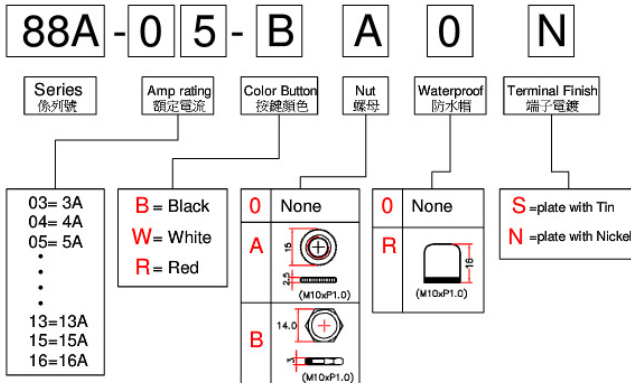 88A - 0 5 - B A 0 N
Series
係列號
Amp rating
額定電流
Color Button
按鍵顏色
Nut
螺母
Waterproof
防水帽
Terminal Finish
端子電鍍
03= 3A
04= 4A
05= 5A
13=13A
15=15A
16=16A
B = Black
W = White
R = Red
0 None
A
15
2.5
(M10xP1.0)
B
14.0
3
(M10xP1.0)
0 None
R
16
(M10xP1.0)
S =plate with Tin
N =plate with Nickel